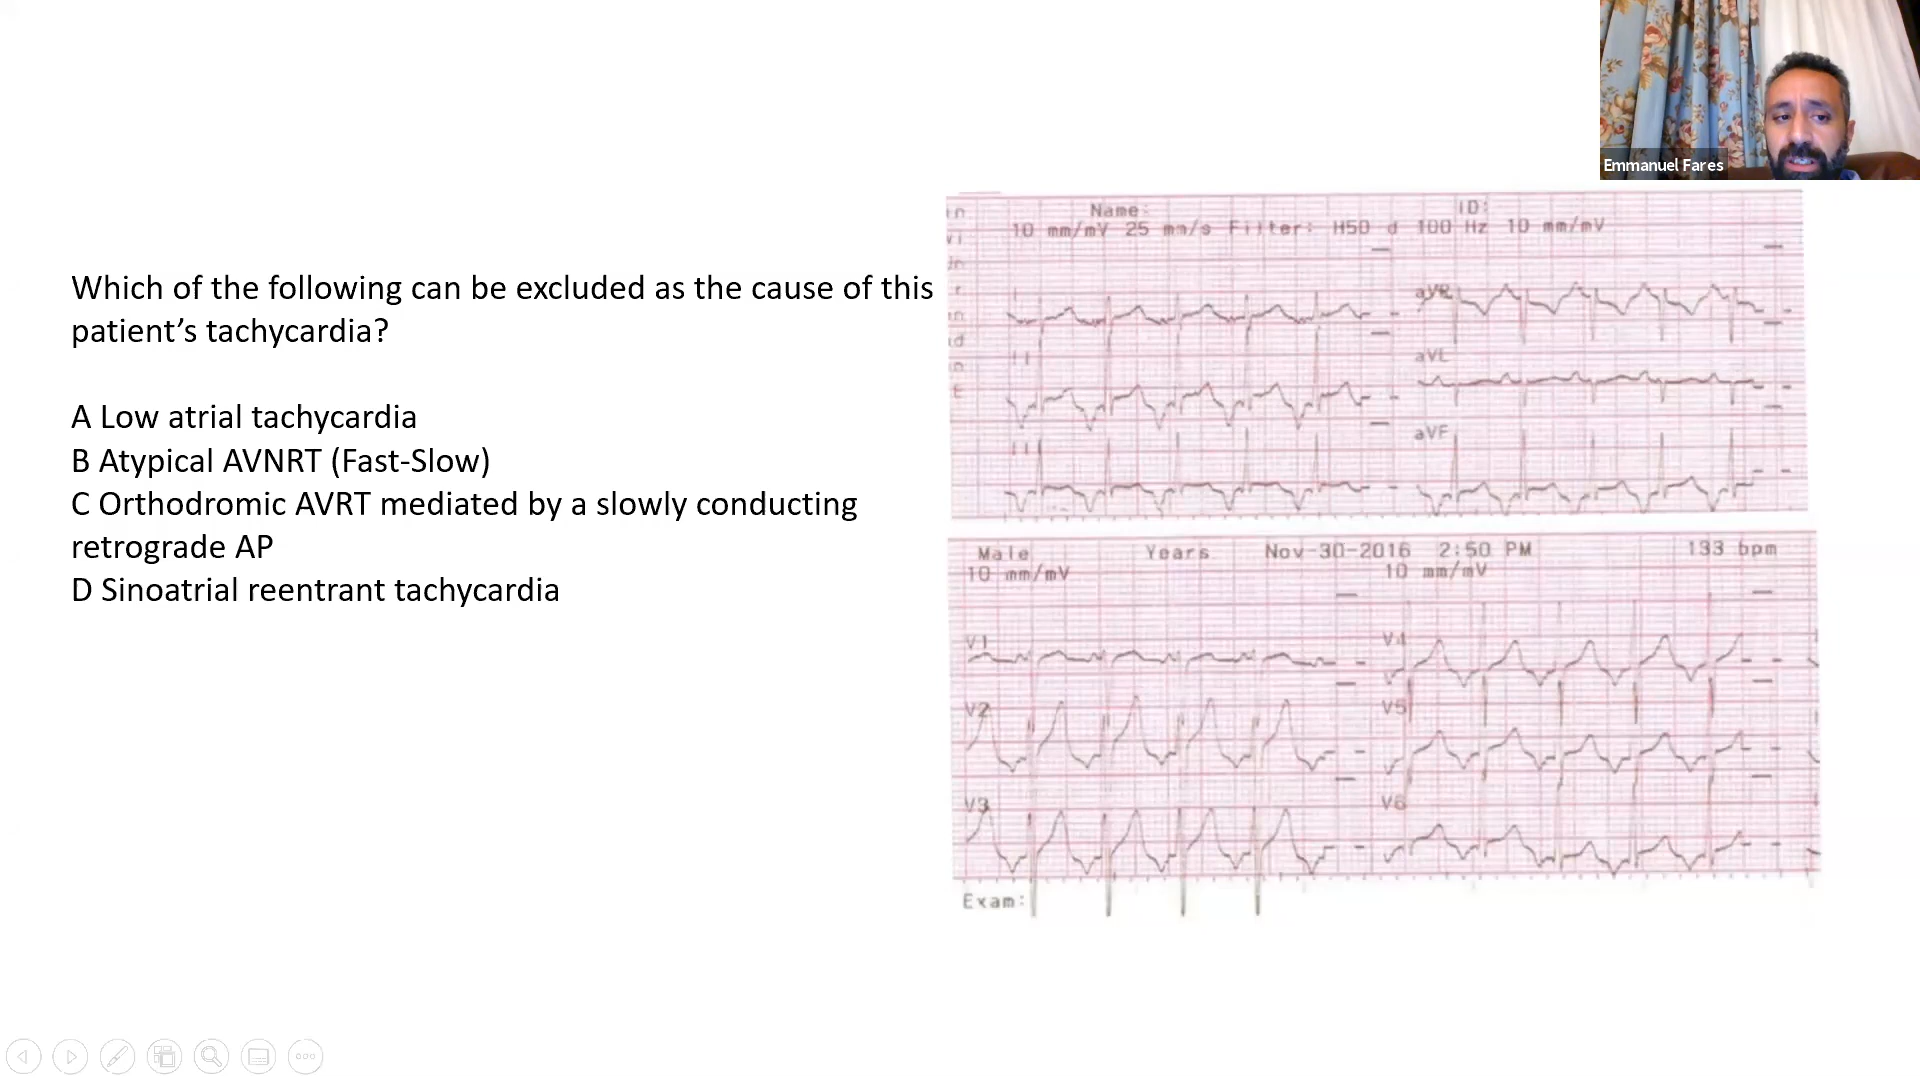 Emmanuel Fares
Which of the following can be excluded as the cause of this
patient’s tachycardia?
A Low atrial tachycardia
B Atypical AVNRT (Fast-Slow)
C Orthodromic AVRT mediated by a slowly conducting
retrograde AP
D Sinoatrial reentrant tachycardia
Name: ID:
10 mm/mV 25 mm/s Filter: H50 d 100 Hz 10 mm/mV
I aVR
II aVL
III aVF
Male Years Nov-30-2016 2:50 PM 133 bpm
10 mm/mV 10 mm/mV
V1 V4
V2 V5
V3 V6
Exam: